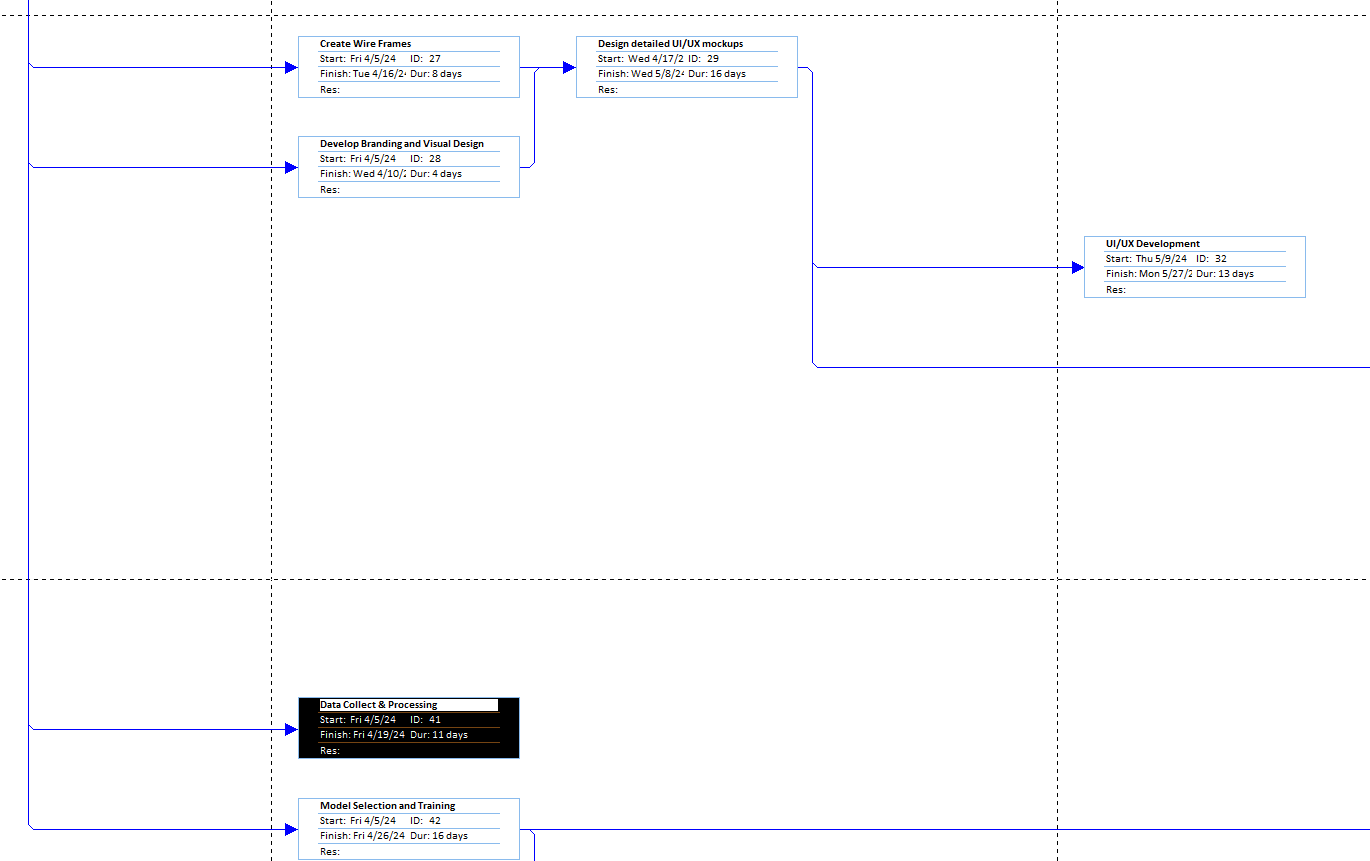 Create Wire Frames
Start: Fri 4/5/24 ID: 27
Finish: Tue 4/16/2 Dur: 8 days
Res:
Design detailed UI/UX mockups
Start: Wed 4/17/2 ID: 29
Finish: Wed 5/8/24 Dur: 16 days
Res:
Develop Branding and Visual Design
Start: Fri 4/5/24 ID: 28
Finish: Wed 4/10/ Dur: 4 days
Res:
UI/UX Development
Start: Thu 5/9/24 ID: 32
Finish: Mon 5/27/2 Dur: 13 days
Res:
Data Collect & Processing
Start: Fri 4/5/24 ID: 41
Finish: Fri 4/19/24 Dur: 11 days
Res:
Model Selection and Training
Start: Fri 4/5/24 ID: 42
Finish: Fri 4/26/24 Dur: 16 days
Res: